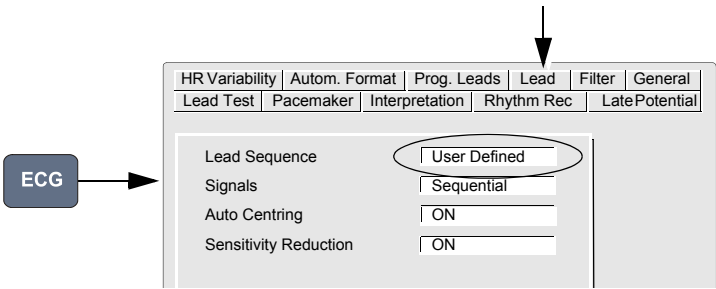 HR Variability Autom. Format Prog. Leads Lead Filter General
Lead Test Pacemaker Interpretation Rhythm Rec Late Potential
ECG
Lead Sequence User Defined
Signals Sequential
Auto Centring ON
Sensitivity Reduction ON